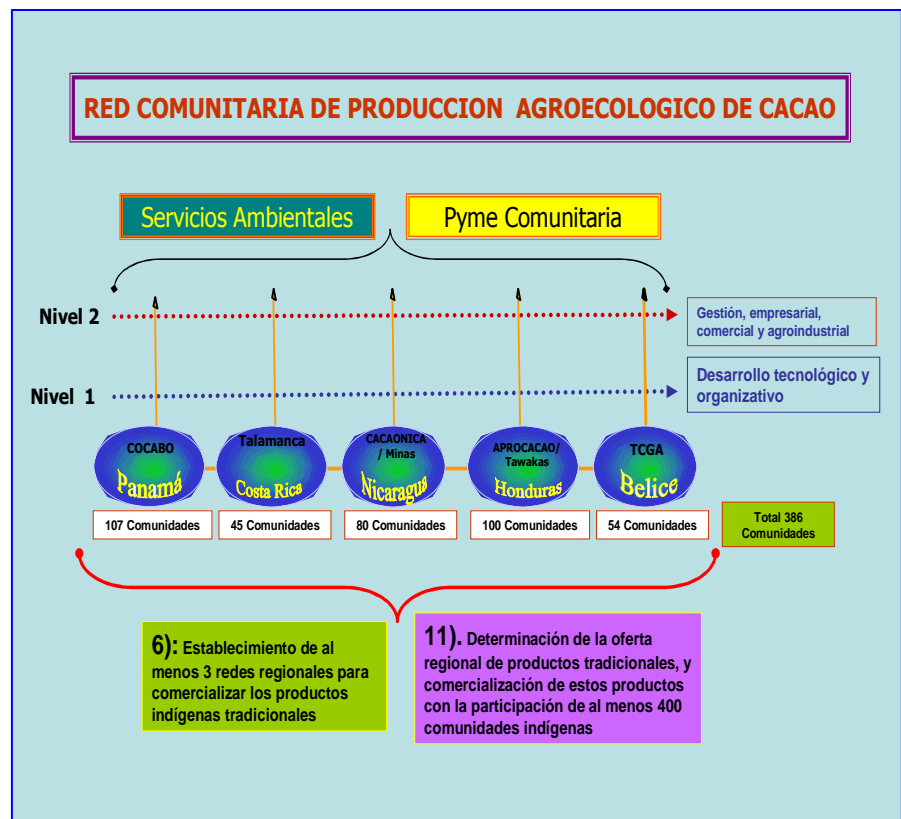 RED COMUNITARIA DE PRODUCCION AGROECOLOGICO DE CACAO
Servicios Ambientales
Pyme Comunitaria
Nivel 2
Gestión, empresarial,
comercial y agroindustrial
Nivel 1
Desarrollo tecnológico y
organizativo
COCABO
Panamá
Talamanca
Costa Rica
CACAONICA
/ Minas
Nicaragua
APROCACAO/
Tawakas
Honduras
TCGA
Belice
107 Comunidades
45 Comunidades
80 Comunidades
100 Comunidades
54 Comunidades
Total 386
Comunidades
6): Establecimiento de al
menos 3 redes regionales para
comercializar los productos
indígenas tradicionales
11). Determinación de la oferta
regional de productos tradicionales, y
comercialización de estos productos
con la participación de al menos 400
comunidades indígenas